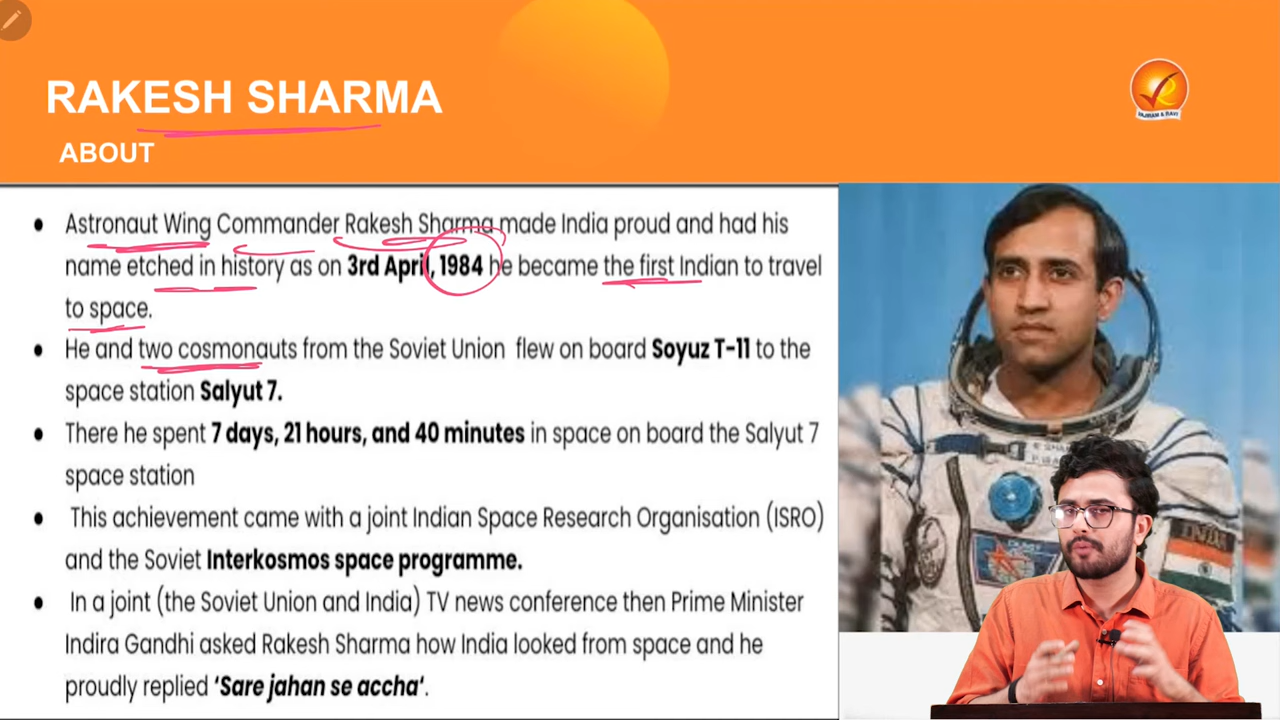 RAKESH SHARMA
ABOUT
• Astronaut Wing Commander Rakesh Sharma made India proud and had his
name etched in history as on 3rd April, 1984 he became the first Indian to travel
to space.
• He and two cosmonauts from the Soviet Union flew on board Soyuz T-11 to the
space station Salyut 7.
• There he spent 7 days, 21 hours, and 40 minutes in space on board the Salyut 7
space station
• This achievement came with a joint Indian Space Research Organisation (ISRO)
and the Soviet Interkosmos space programme.
• In a joint (the Soviet Union and India) TV news conference then Prime Minister
Indira Gandhi asked Rakesh Sharma how India looked from space and he
proudly replied ‘Sare jahan se accha‘.
VAJIRAM & RAVI
INDIA